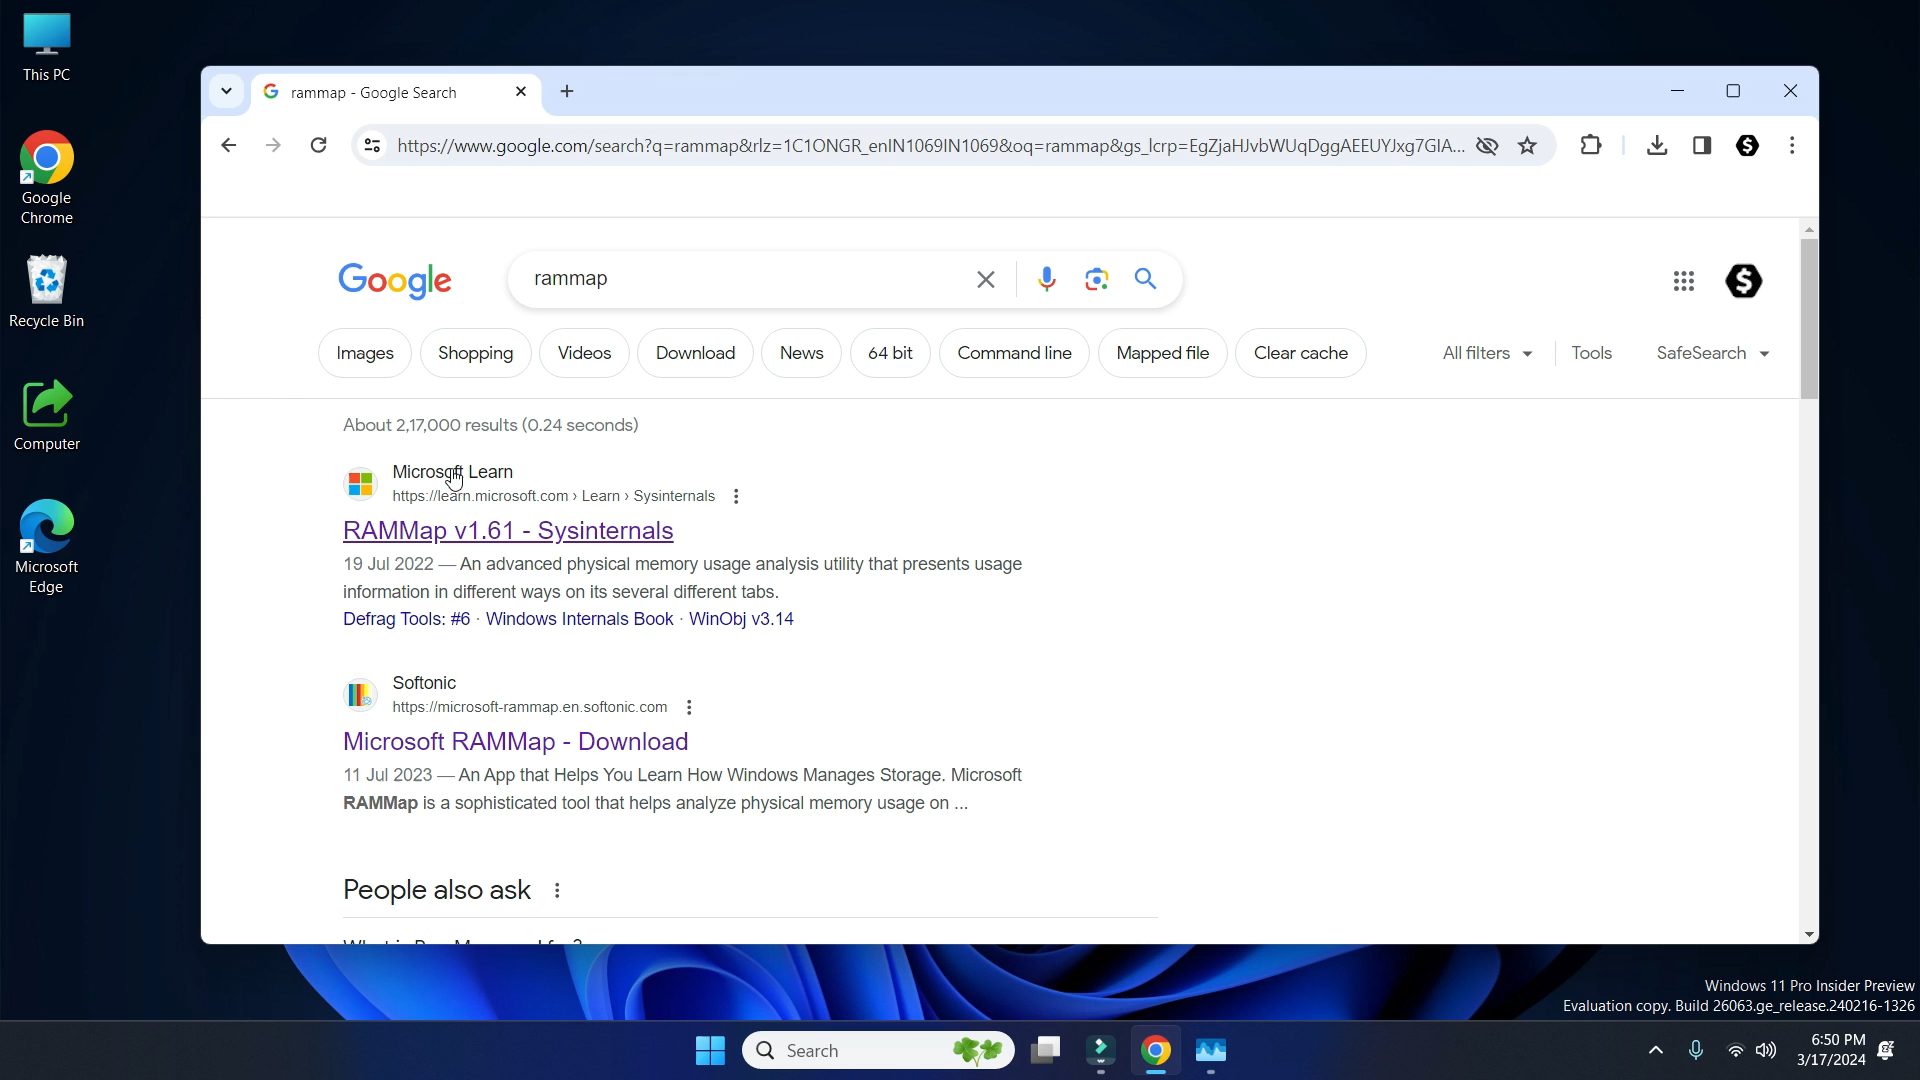 This PC
Google
Chrome
Recycle Bin
Computer
Microsoft
Edge
rammap - Google Search
https://www.google.com/search?q=rammap&rlz=1C1ONGR_enIN1069IN1069&oq=rammap&gs_lcrp=EgZjaHJvbWUqDggAEEUYJxg7GIA...
Google
rammap
Images
Shopping
Videos
Download
News
64 bit
Command line
Mapped file
Clear cache
All filters
Tools
SafeSearch
About 2,17,000 results (0.24 seconds)
Microsoft Learn
https://learn.microsoft.com › Learn › Sysinternals
RAMMap v1.61 - Sysinternals
19 Jul 2022 — An advanced physical memory usage analysis utility that presents usage
information in different ways on its several different tabs.
Defrag Tools: #6 · Windows Internals Book · WinObj v3.14
Softonic
https://microsoft-rammap.en.softonic.com
Microsoft RAMMap - Download
11 Jul 2023 — An App that Helps You Learn How Windows Manages Storage. Microsoft
RAMMap is a sophisticated tool that helps analyze physical memory usage on ...
People also ask
Windows 11 Pro Insider Preview
Evaluation copy. Build 26063.ge_release.240216-1326
Search
6:50 PM
3/17/2024